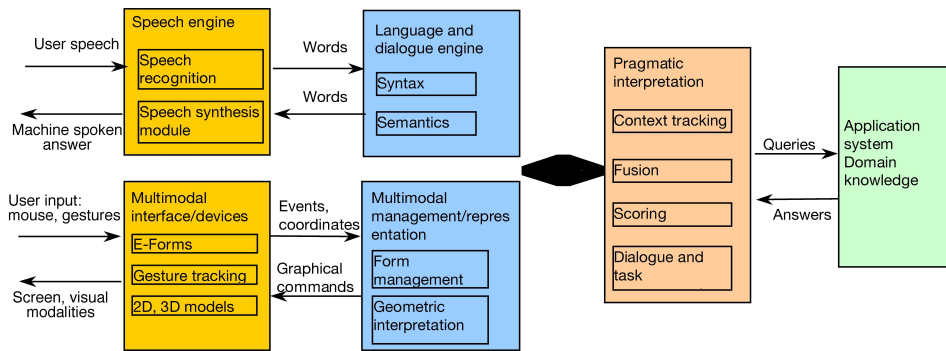 Speech engine
User speech
Speech
recognition
Speech synthesis
module
Machine spoken
answer
Words
Words
Language and
dialogue engine
Syntax
Semantics
User input:
mouse, gestures
Multimodal
interface/devices
E-Forms
Gesture tracking
2D, 3D models
Screen, visual
modalities
Events,
coordinates
Graphical
commands
Multimodal
management/repres
entation
Form
management
Geometric
interpretation
Pragmatic
interpretation
Context tracking
Fusion
Scoring
Dialogue and
task
Queries
Answers
Application
system
Domain
knowledge